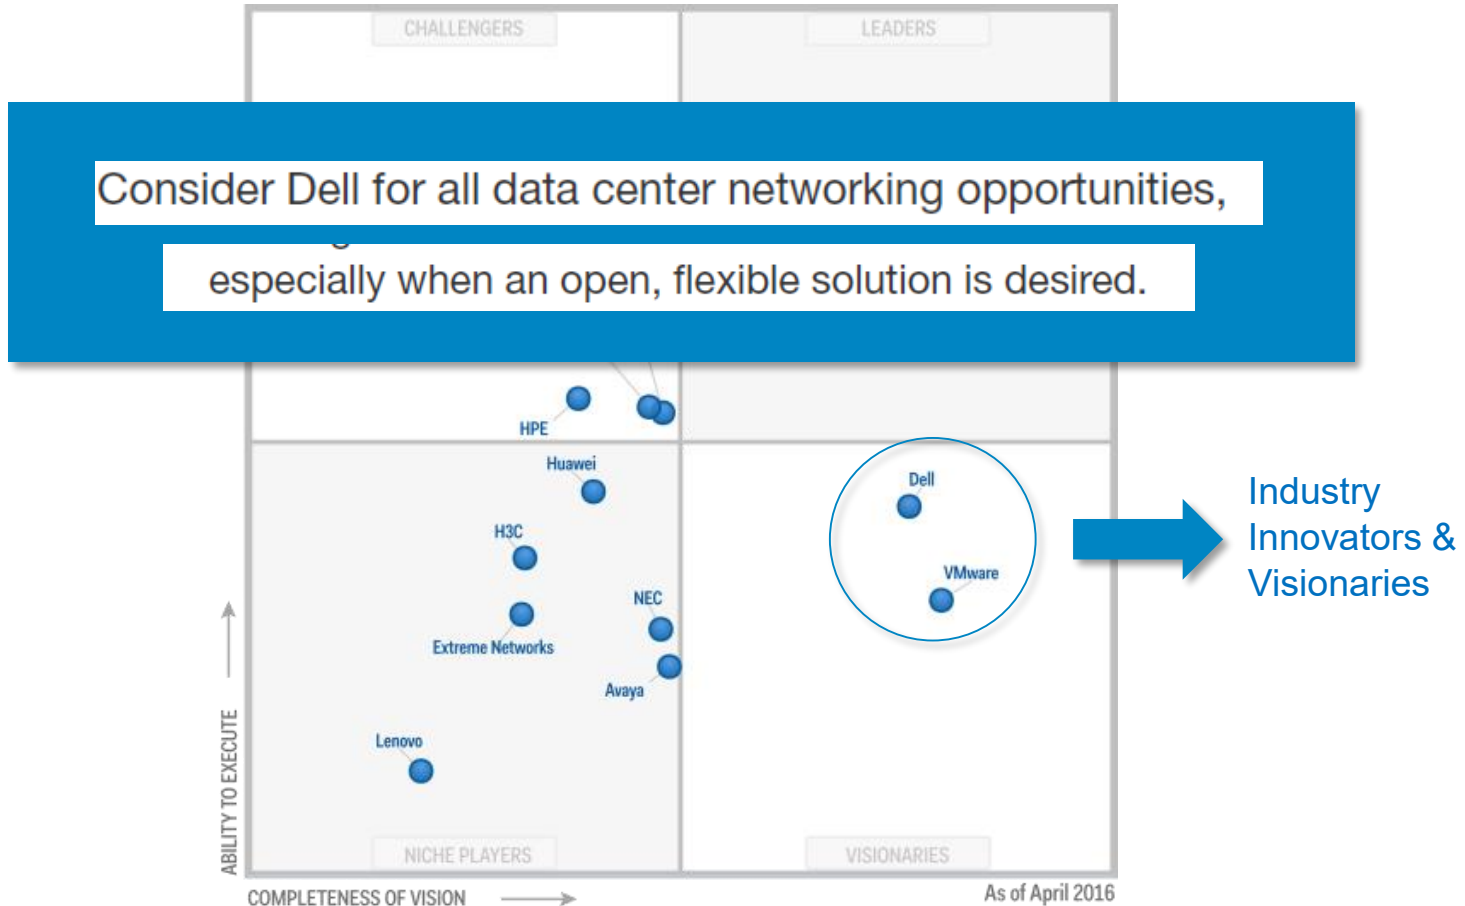 CHALLENGERS
LEADERS
Consider Dell for all data center networking opportunities,
especially when an open, flexible solution is desired.
HPE
Huawei
Dell
H3C
VMware
NEC
Extreme Networks
Avaya
Lenovo
Industry
Innovators &
Visionaries
ABILITY TO EXECUTE
NICHE PLAYERS
VISIONARIES
COMPLETENESS OF VISION
As of April 2016